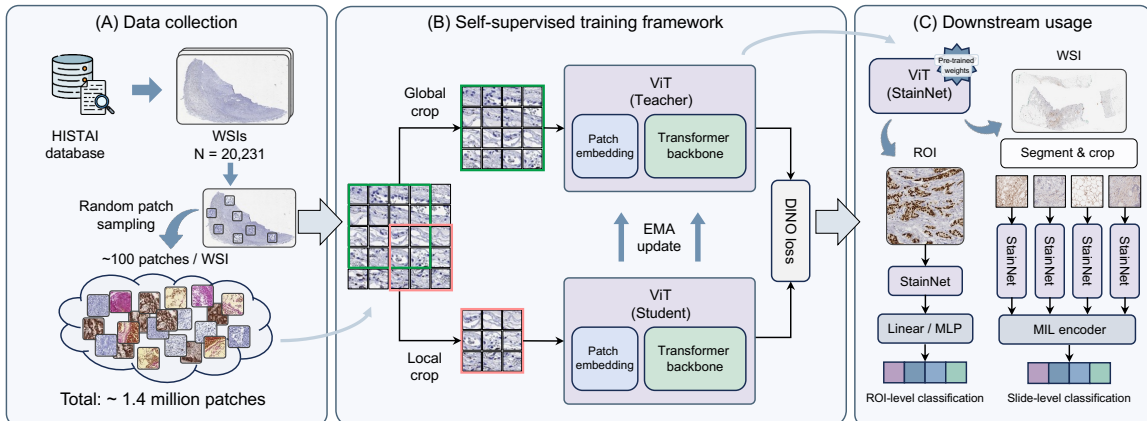 (A) Data collection
HISTAI
database
WSIs
N = 20,231
Random patch
sampling
~100 patches / WSI
Total: ~ 1.4 million patches
(B) Self-supervised training framework
Global
crop
Local
crop
ViT
(Teacher)
Patch
embedding
Transformer
backbone
EMA
update
ViT
(Student)
Patch
embedding
Transformer
backbone
DINO loss
(C) Downstream usage
ViT
(StainNet)
Pre-trained
weights
WSI
ROI
Segment & crop
StainNet
StainNet
StainNet
StainNet
StainNet
Linear / MLP
MIL encoder
ROI-level classification
Slide-level classification